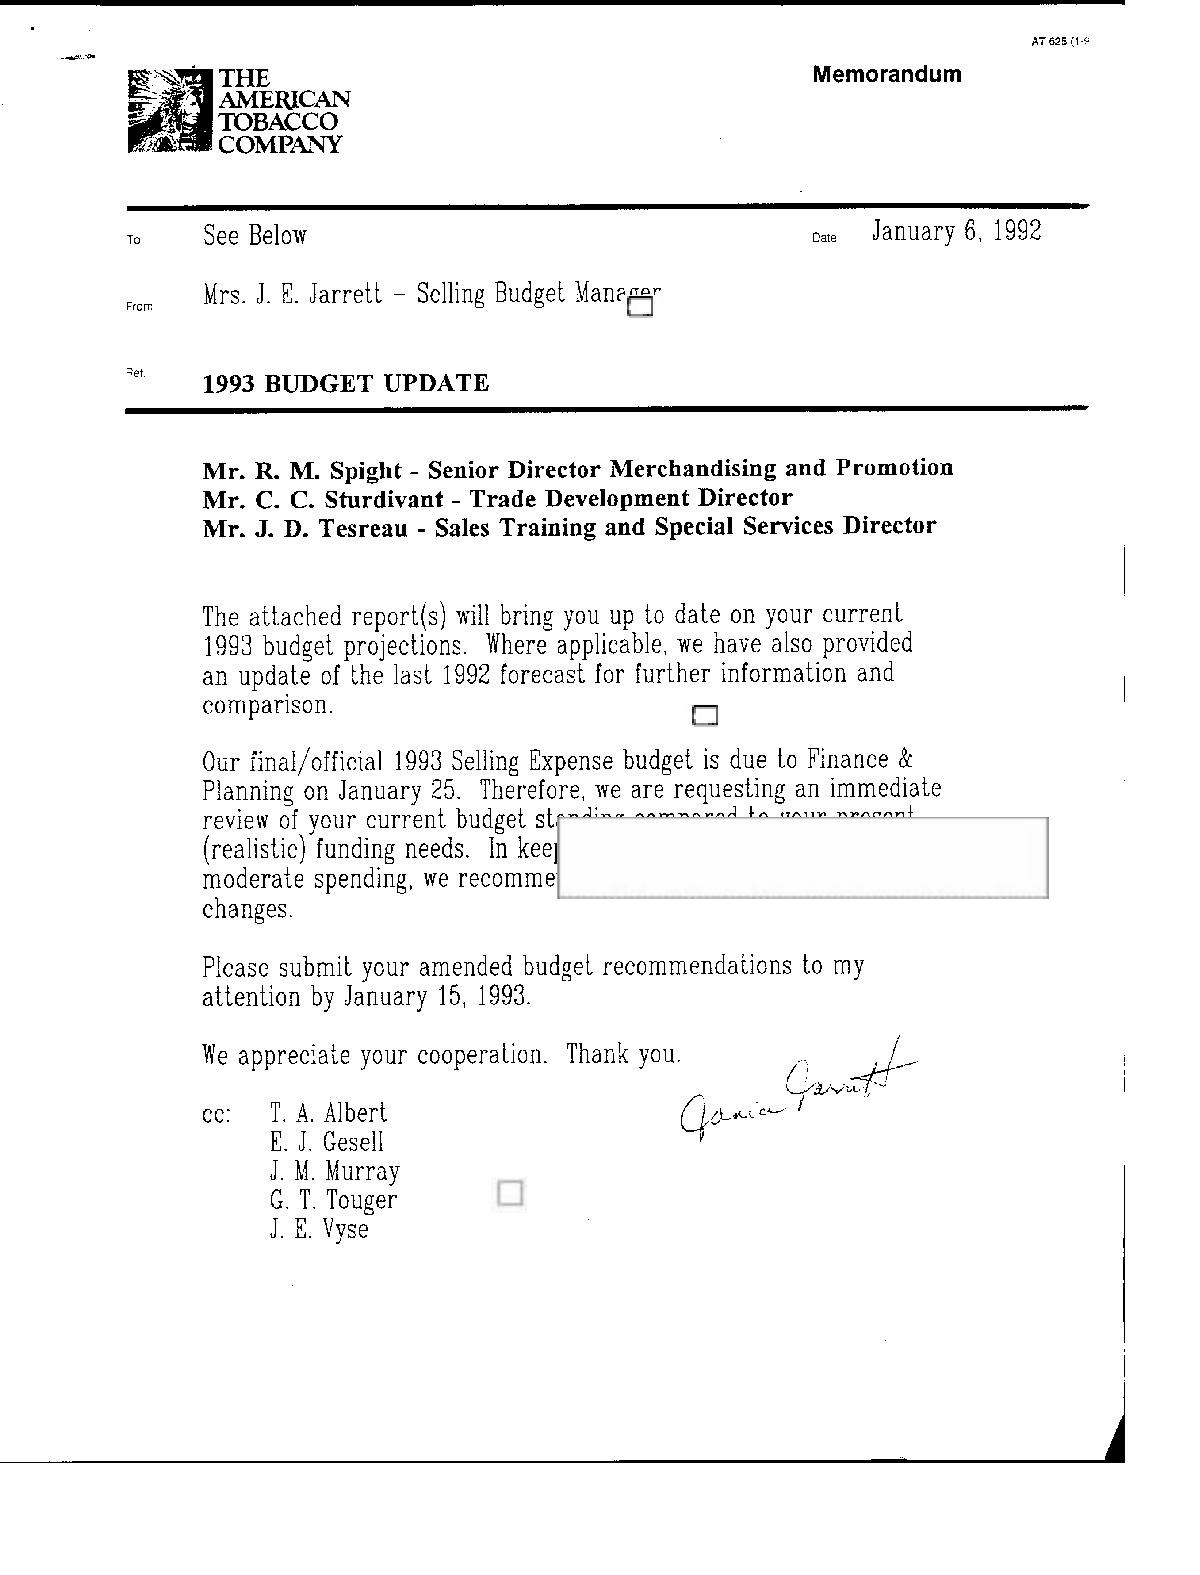 AT 625 (1-9
THE
AMERICAN
TOBACCO
COMPANY
Memorandum
To See Below
Date January 6, 1992
From Mrs. J. E. Jarrett - Selling Budget Manager
Ref. 1993 BUDGET UPDATE
Mr. R. M. Spight - Senior Director Merchandising and Promotion
Mr. C. C. Sturdivant - Trade Development Director
Mr. J. D. Tesreau - Sales Training and Special Services Director
The attached report(s) will bring you up to date on your current
1993 budget projections. Where applicable, we have also provided
an update of the last 1992 forecast for further information and
comparison.
Our final/official 1993 Selling Expense budget is due to Finance &
Planning on January 25. Therefore, we are requesting an immediate
review of your current budget standing compared to your present
(realistic) funding needs. In
moderate spending, we
changes.
Please submit your amended budget recommendations to my
attention by January 15, 1993.
We appreciate your cooperation. Thank you.
Janice Jarrett
cc: T. A. Albert
E. J. Gesell
J. M. Murray
G. T. Touger
J. E. Vyse